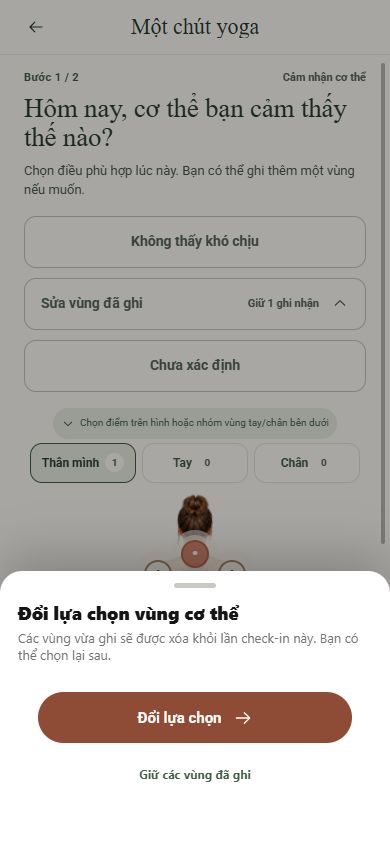 Một chút yoga
Bước 1 / 2
Cảm nhận cơ thể
Hôm nay, cơ thể bạn cảm thấy
thế nào?
Chọn điều phù hợp lúc này. Bạn có thể ghi thêm một vùng
nếu muốn.
Không thấy khó chịu
Sửa vùng đã ghi
Giữ 1 ghi nhận
Chưa xác định
Chọn điểm trên hình hoặc nhóm vùng tay/chân bên dưới
Thân mình 1
Tay 0
Chân 0
Đổi lựa chọn vùng cơ thể
Các vùng vừa ghi sẽ được xóa khỏi lần check-in này. Bạn có
thể chọn lại sau.
Đổi lựa chọn
Giữ các vùng đã ghi